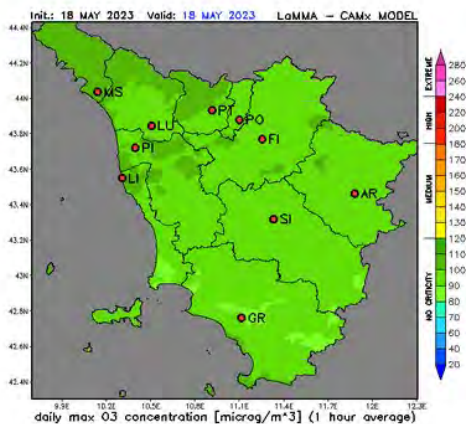 Init.: 18 MAY 2023 Valid: 18 MAY 2023 LaMMA – CAMx MODEL
44.4N
44.2N
44N
43.8N
43.6N
43.4N
43.2N
43N
42.8N
42.6N
42.4N
MS
LU
PT
PO
PI
FI
LI
AR
SI
GR
EXTREME
HIGH
MEDIUM
NO CRITICITY
280
260
240
230
220
210
200
190
180
170
160
150
140
130
120
110
100
90
80
70
60
40
20
9.9E 10.2E 10.5E 10.8E 11.1E 11.4E 11.7E 12E 12.3E
daily max O3 concentration [microg/m^3] (1 hour average)